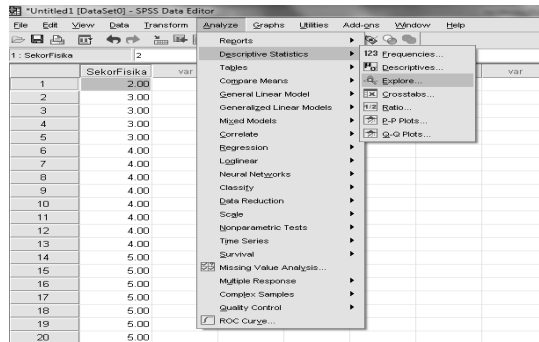 *Untitled1 [DataSet0] - SPSS Data Editor
File Edit View Data Transform Analyze Graphs Utilities Add-ons Window Help
1 : SekorFisika 2
SekorFisika var var
1 2.00
2 3.00
3 3.00
4 3.00
5 3.00
6 4.00
7 4.00
8 4.00
9 4.00
10 4.00
11 4.00
12 4.00
13 4.00
14 5.00
15 5.00
16 5.00
17 5.00
18 5.00
19 5.00
20 5.00
Reports
Descriptive Statistics
Tables
Compare Means
General Linear Model
Generalized Linear Models
Mixed Models
Correlate
Regression
Loglinear
Neural Networks
Classify
Data Reduction
Scale
Nonparametric Tests
Time Series
Survival
Missing Value Analysis...
Multiple Response
Complex Samples
Quality Control
ROC Curve...
123 Frequencies...
Descriptives...
Explore...
Crosstabs...
1/2 Ratio...
P-P Plots...
Q-Q Plots...